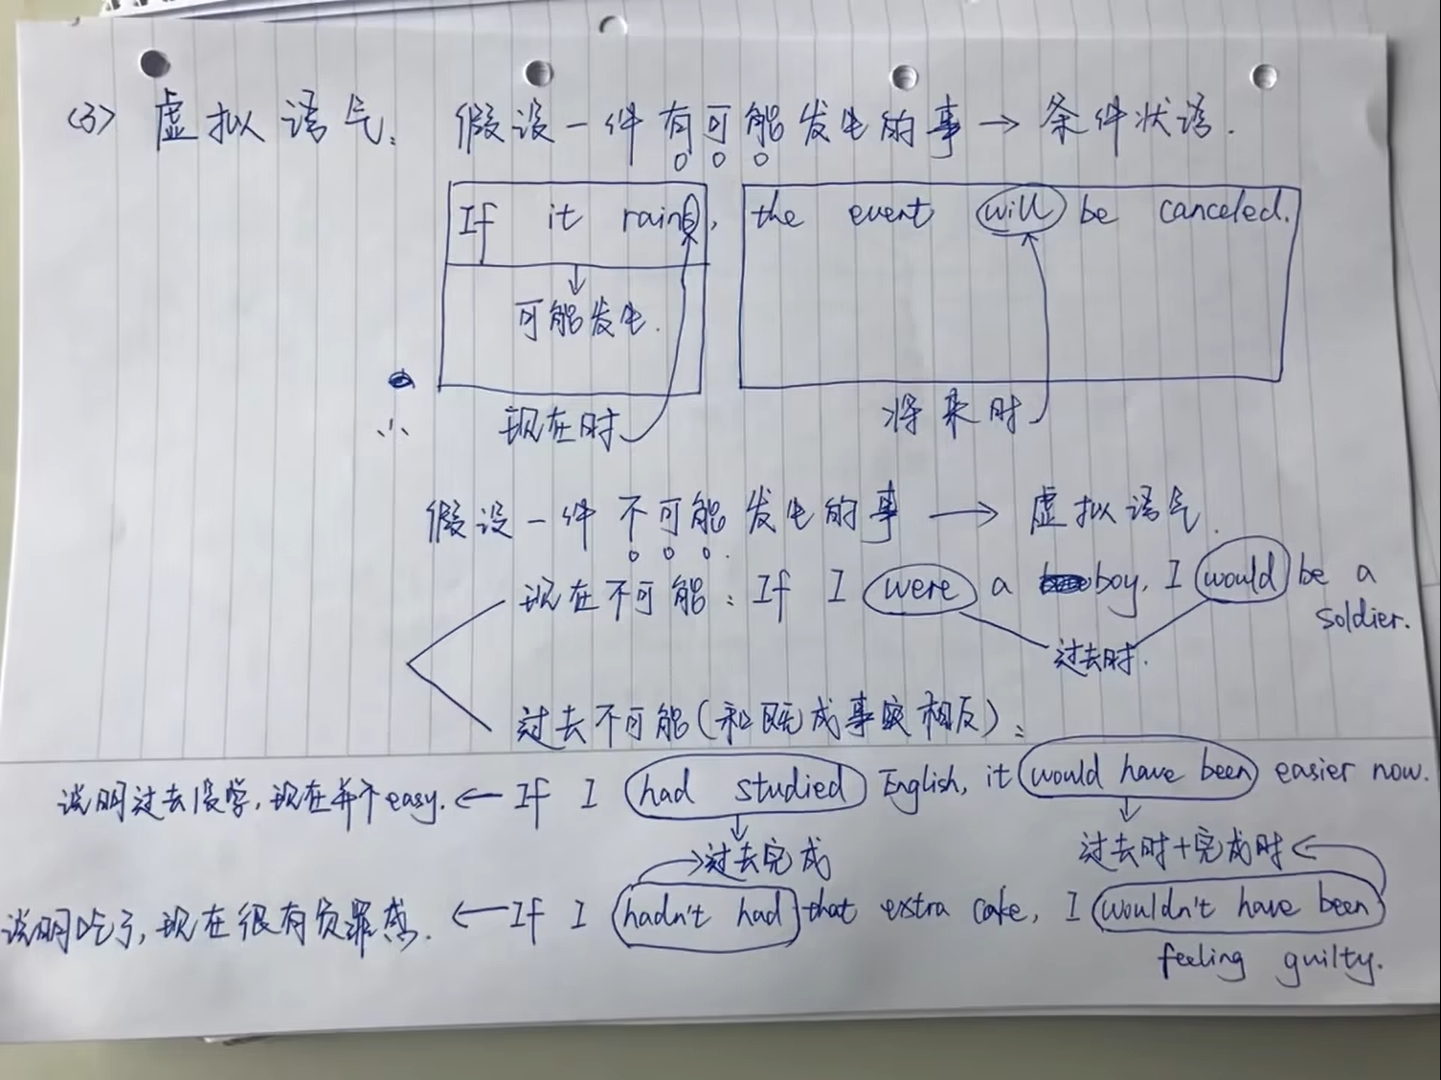 (3) 虚拟语气: 假设一件有可能发生的事 → 条件状语.
If it rains, the event will be canceled.
可能发生.
现在时 将来时
假设一件不可能发生的事 → 虚拟语气.
现在不可能: If I were a boy, I would be a
soldier.
过去时.
过去不可能(和既成事实相反):
说明过去没学,现在并不easy. ← If I had studied English, it would have been easier now.
过去完成 过去时+完成时
说明吃了,现在很有负罪感. ← If I hadn't had that extra cake, I wouldn't have been
feeling guilty.